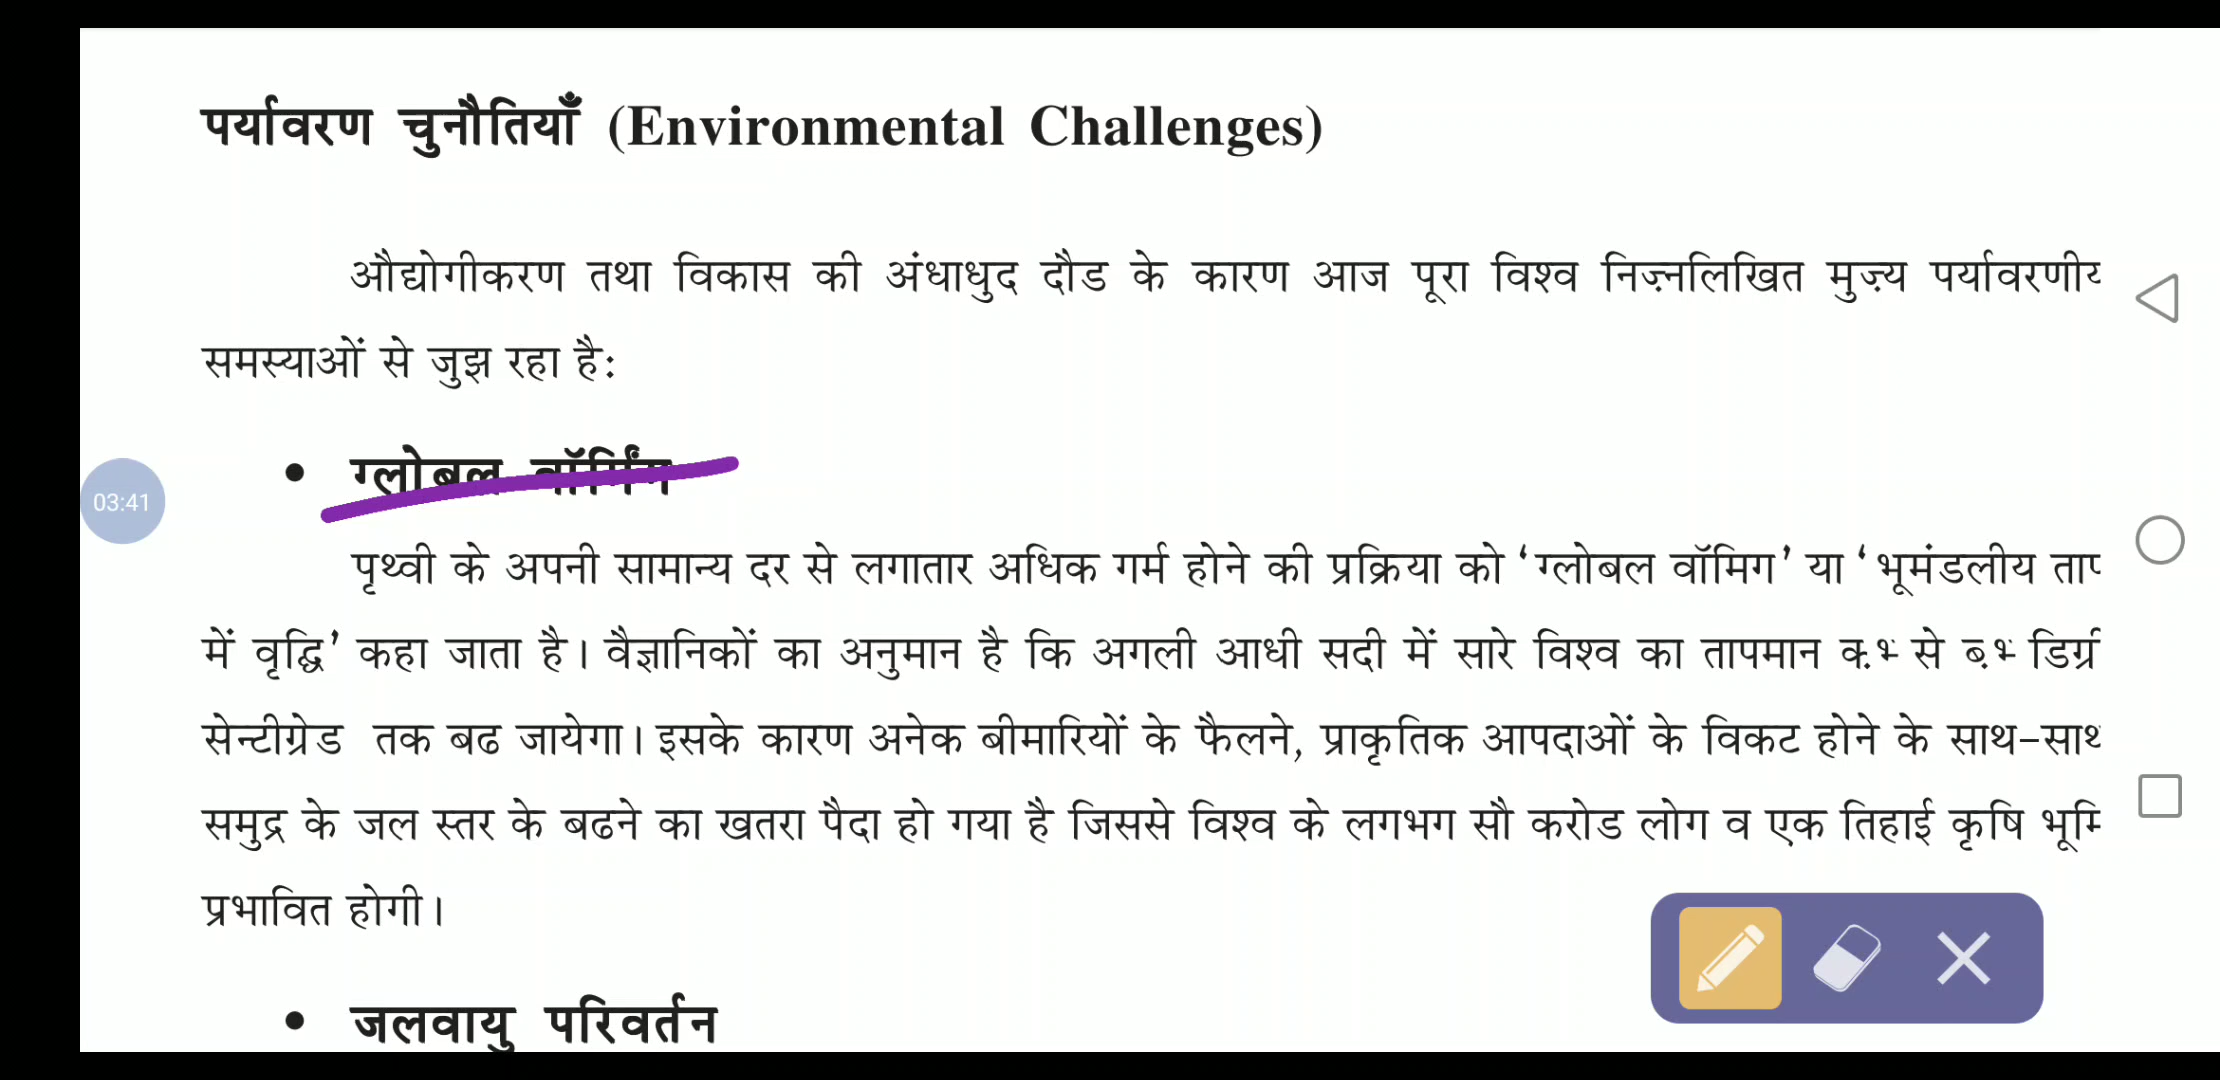 पर्यावरण चुनौतियाँ (Environmental Challenges)
औद्योगीकरण तथा विकास की अंधाधुद दौड के कारण आज पूरा विश्व निज़्नलिखित मुज़्य पर्यावरणीय
समस्याओं से जुझ रहा है:
• ग्लोबल वॉर्मिंग
03:41
पृथ्वी के अपनी सामान्य दर से लगातार अधिक गर्म होने की प्रक्रिया को ‘ग्लोबल वॉमिग’ या ‘भूमंडलीय ताप
में वृद्धि’ कहा जाता है। वैज्ञानिकों का अनुमान है कि अगली आधी सदी में सारे विश्व का तापमान से डिग्री
सेन्टीग्रेड तक बढ जायेगा। इसके कारण अनेक बीमारियों के फैलने, प्राकृतिक आपदाओं के विकट होने के साथ-साथ
समुद्र के जल स्तर के बढने का खतरा पैदा हो गया है जिससे विश्व के लगभग सौ करोड लोग व एक तिहाई कृषि भूमि
प्रभावित होगी।
• जलवायु परिवर्तन